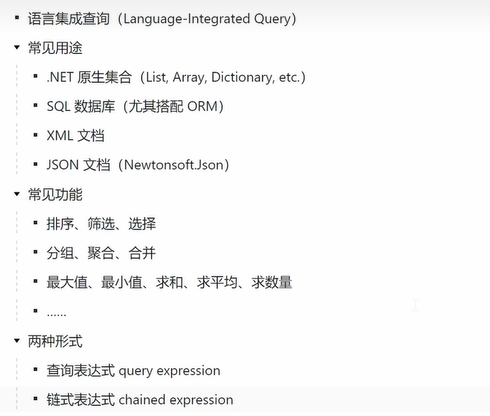 语言集成查询（Language-Integrated Query）
常见用途
.NET 原生集合（List, Array, Dictionary, etc.）
SQL 数据库（尤其搭配 ORM）
XML 文档
JSON 文档（Newtonsoft.Json）
常见功能
排序、筛选、选择
分组、聚合、合并
最大值、最小值、求和、求平均、求数量
……
两种形式
查询表达式 query expression
链式表达式 chained expression